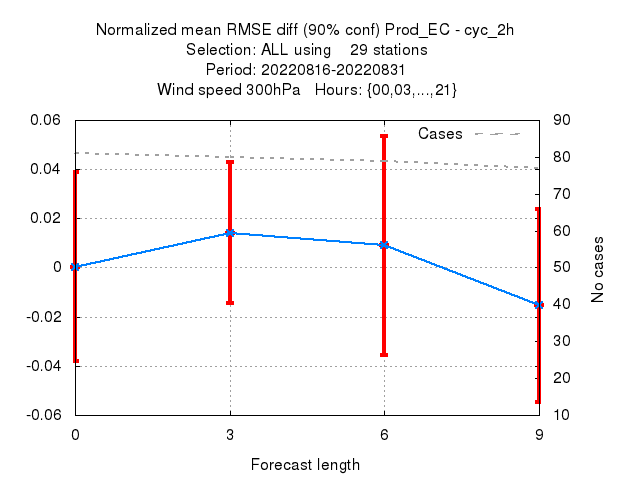 Normalized mean RMSE diff (90% conf) Prod_EC - cyc_2h
Selection: ALL using 29 stations
Period: 20220816-20220831
Wind speed 300hPa Hours: {00,03,...,21}
Cases
0.06
0.04
0.02
0
-0.02
-0.04
-0.06
90
80
70
60
50
40
30
20
10
No cases
0 3 6 9
Forecast length